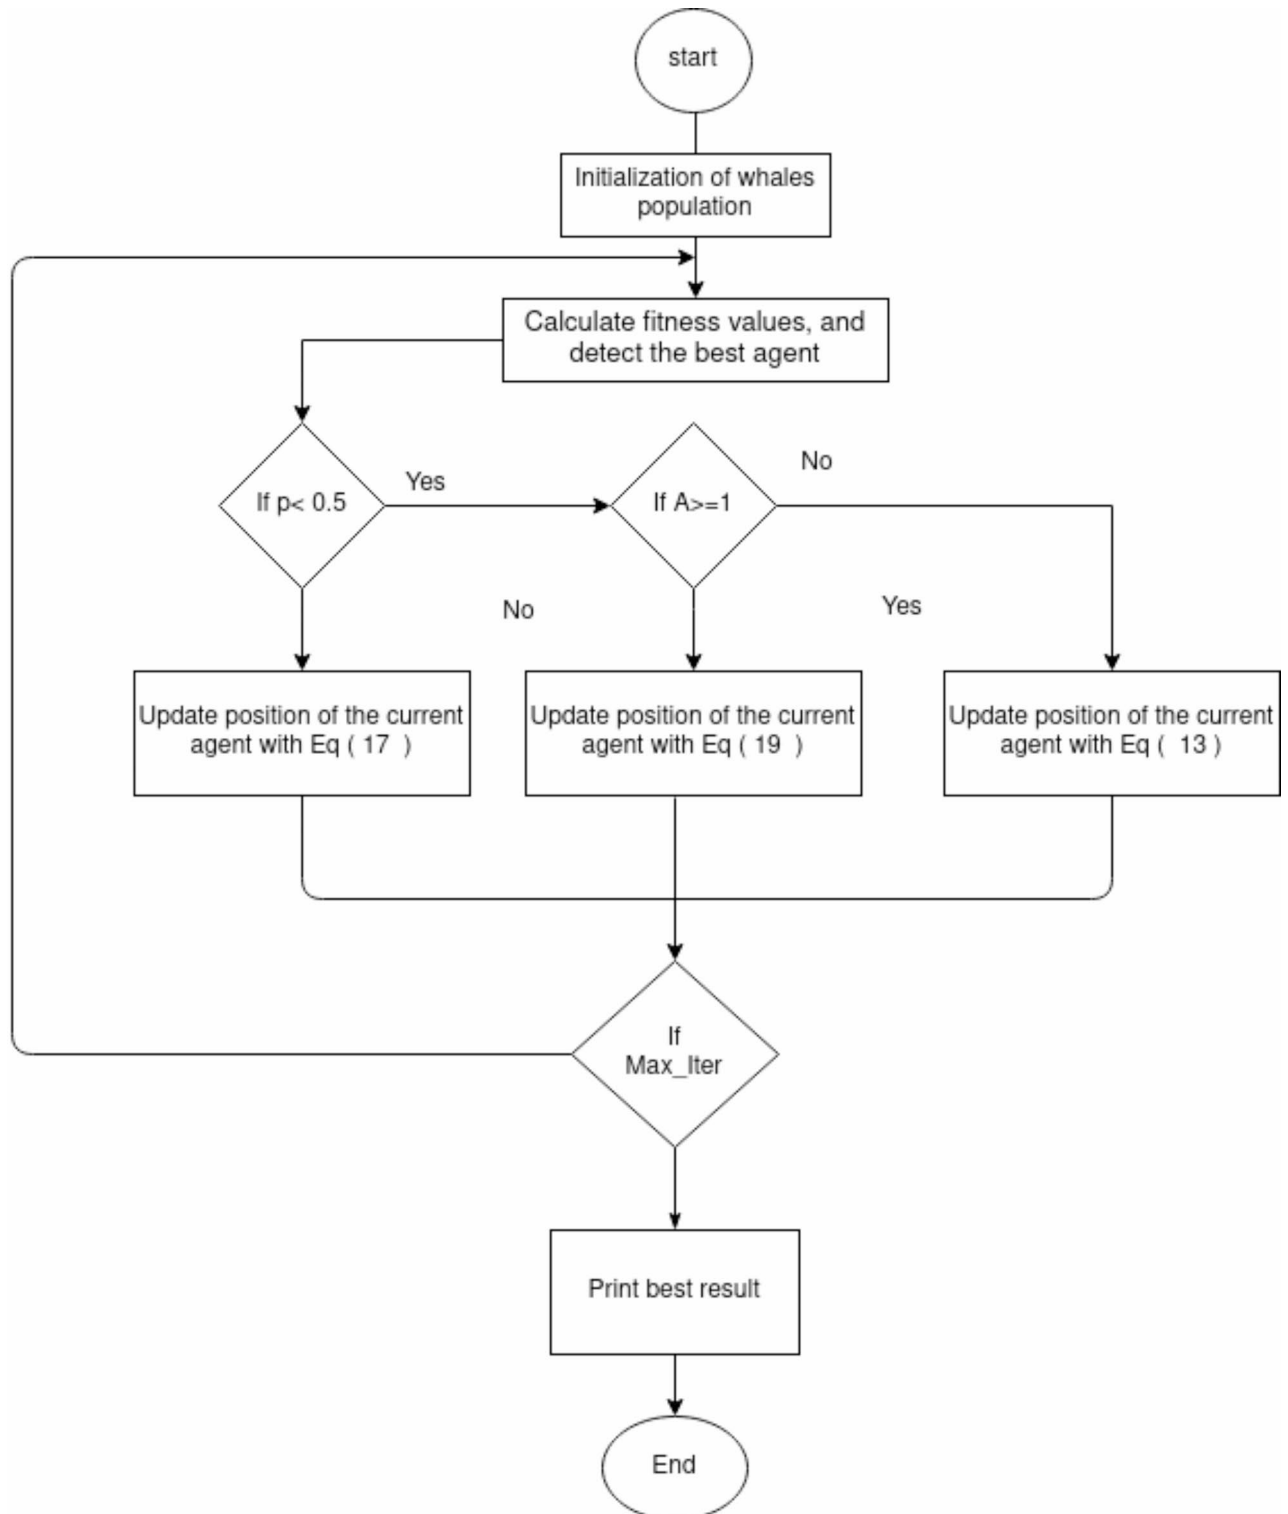 start
Initialization of whales
population
Calculate fitness values, and
detect the best agent
No
Yes
If p< 0.5
If A>=1
No
Yes
Update position of the current
agent with Eq ( 17 )
Update position of the current
agent with Eq ( 19 )
Update position of the current
agent with Eq ( 13 )
If
Max_Iter
Print best result
End